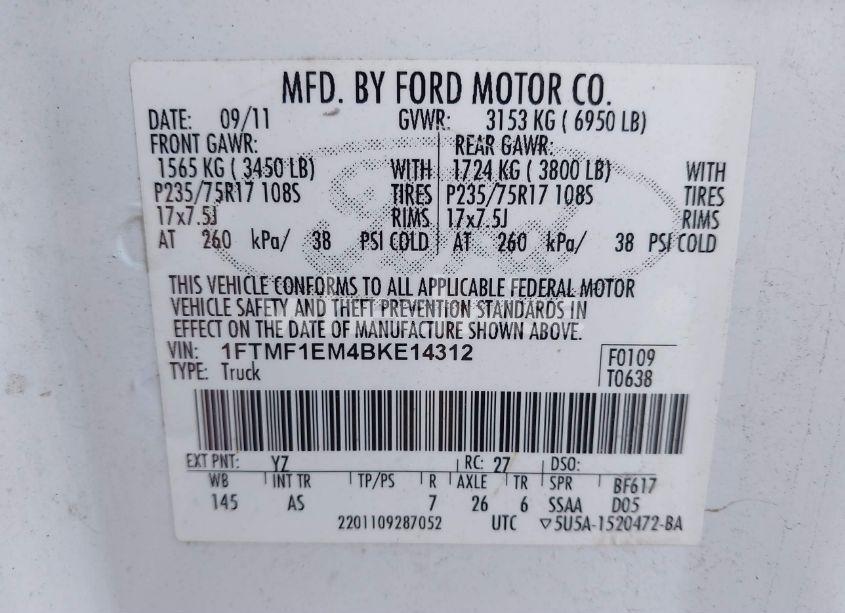 MFD. BY FORD MOTOR CO.
DATE: 09/11 GVWR: 3153 KG ( 6950 LB)
FRONT GAWR: REAR GAWR:
1565 KG ( 3450 LB) WITH 1724 KG ( 3800 LB) WITH
P235/75R17 108S TIRES P235/75R17 108S TIRES
17x7.5J RIMS 17x7.5J RIMS
AT 260 kPa/ 38 PSI COLD AT 260 kPa/ 38 PSI COLD
THIS VEHICLE CONFORMS TO ALL APPLICABLE FEDERAL MOTOR
VEHICLE SAFETY AND THEFT PREVENTION STANDARDS IN
EFFECT ON THE DATE OF MANUFACTURE SHOWN ABOVE.
VIN: 1FTMF1EM4BKE14312 F0109
TYPE: Truck T0638
EXT PNT: YZ RC: 27 DSO:
WB INT TR TP/PS R AXLE TR SPR BF617
145 AS 7 26 6 SSAA D05
2201109287052 UTC ▽5U5A-1520472-BA